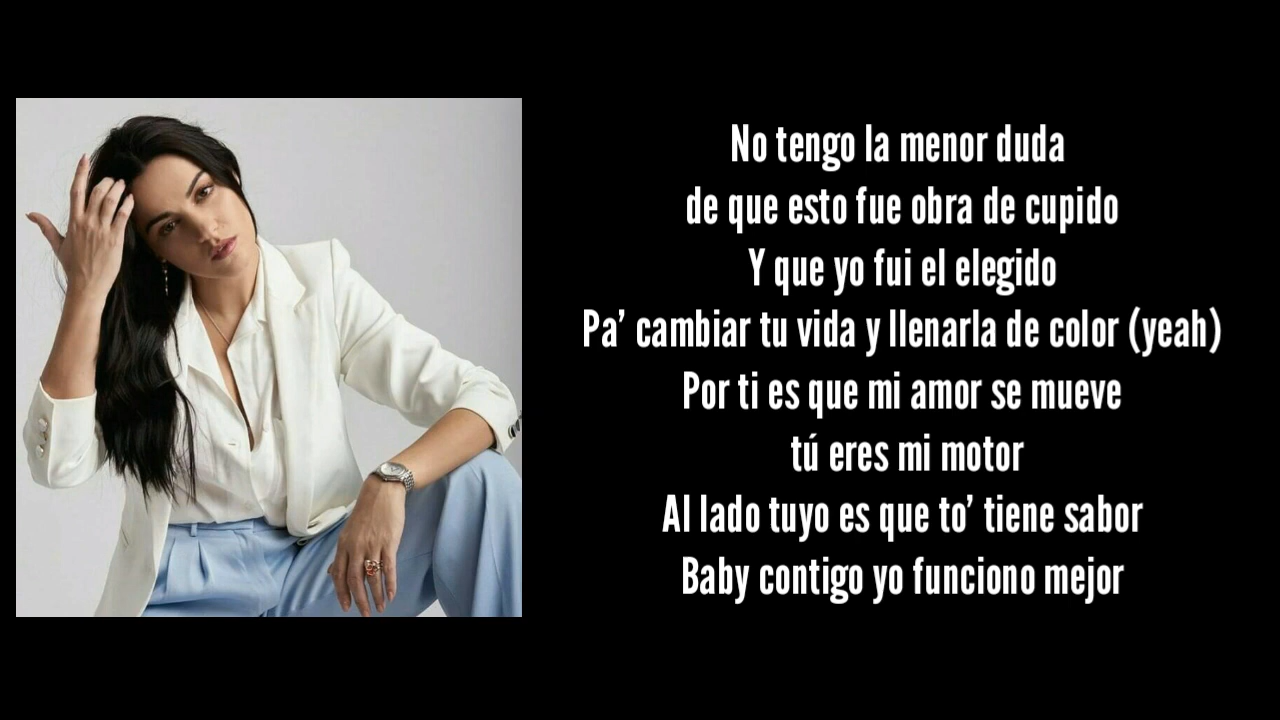 No tengo la menor duda
de que esto fue obra de cupido
Y que yo fui el elegido
Pa’ cambiar tu vida y llenarla de color (yeah)
Por ti es que mi amor se mueve
tú eres mi motor
Al lado tuyo es que to’ tiene sabor
Baby contigo yo funciono mejor